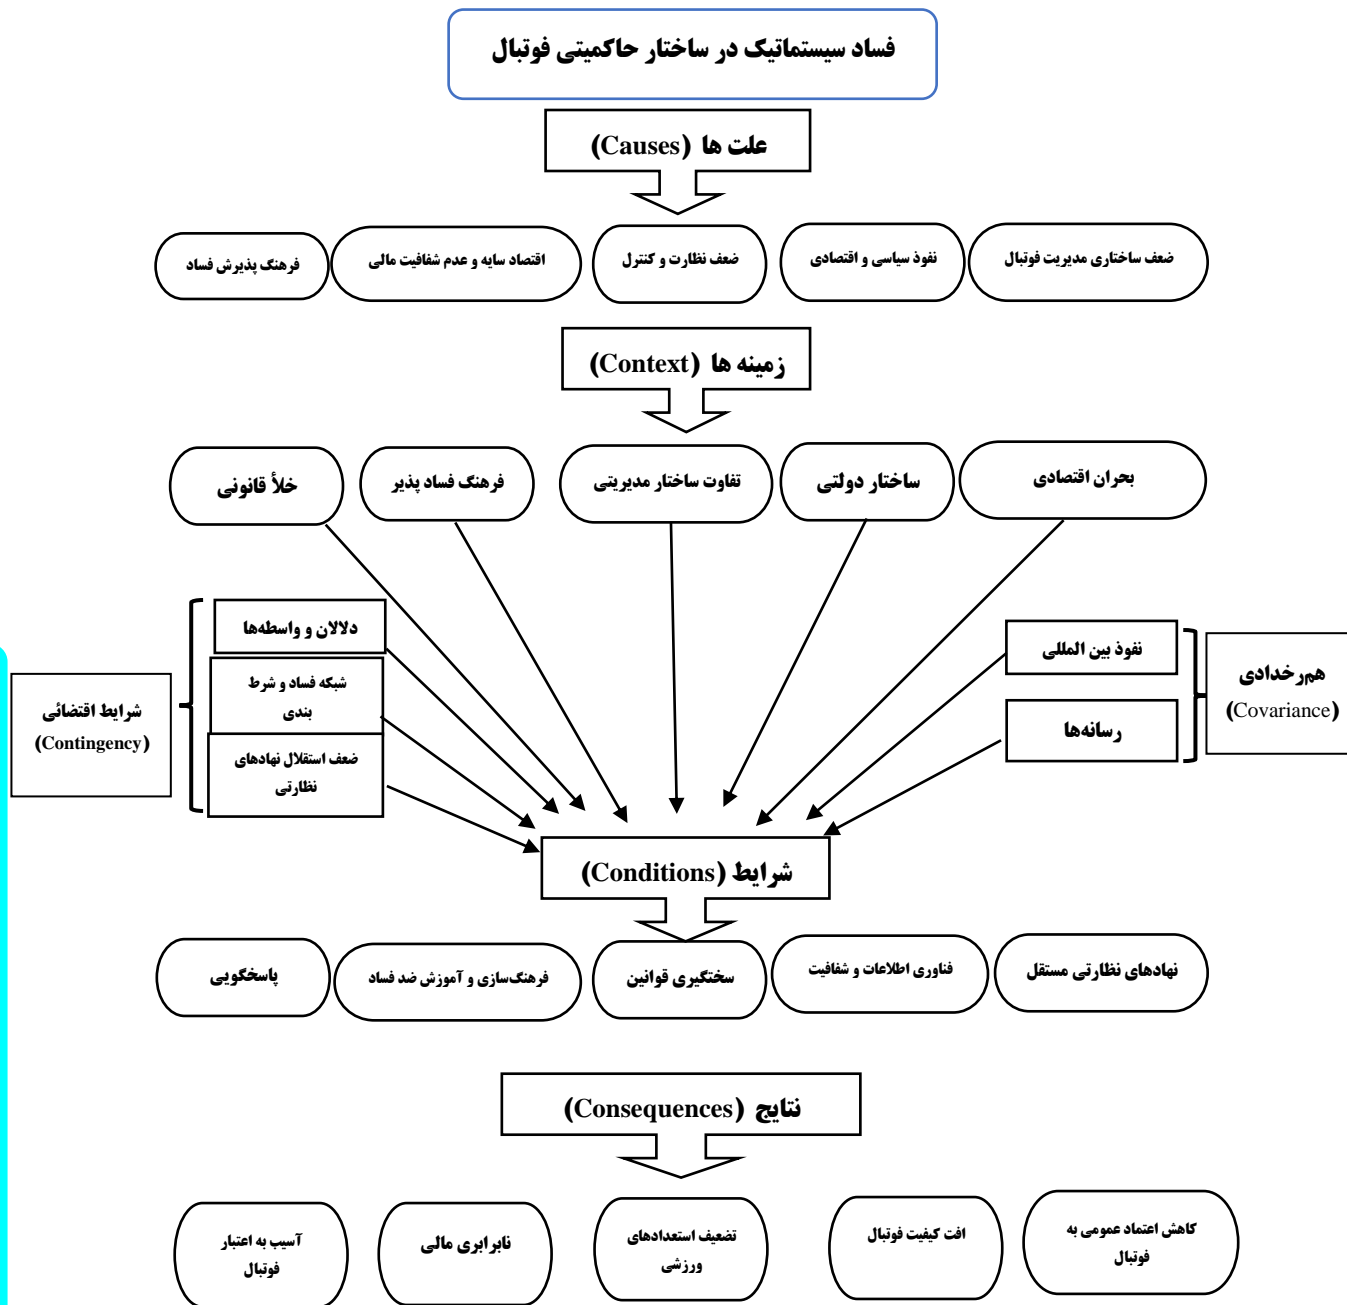 فساد سیستماتیک در ساختار حاکمیتی فوتبال
علت ها (Causes)
ضعف ساختاری مدیریت فوتبال
نفوذ سیاسی و اقتصادی
ضعف نظارت و کنترل
اقتصاد سایه و عدم شفافیت مالی
فرهنگ پذیرش فساد
زمینه ها (Context)
بحران اقتصادی
ساختار دولتی
تفاوت ساختار مدیریتی
فرهنگ فساد پذیر
خلأ قانونی
هم‌رخدادی
(Covariance)
نفوذ بین المللی
رسانه‌ها
دلالان و واسطه‌ها
شبکه فساد و شرط
بندی
ضعف استقلال نهادهای
نظارتی
شرایط اقتضائی
(Contingency)
شرایط (Conditions)
نهادهای نظارتی مستقل
فناوری اطلاعات و شفافیت
سختگیری قوانین
فرهنگ‌سازی و آموزش ضد فساد
پاسخگویی
نتایج (Consequences)
کاهش اعتماد عمومی به
فوتبال
افت کیفیت فوتبال
تضعیف استعدادهای
ورزشی
نابرابری مالی
آسیب به اعتبار
فوتبال